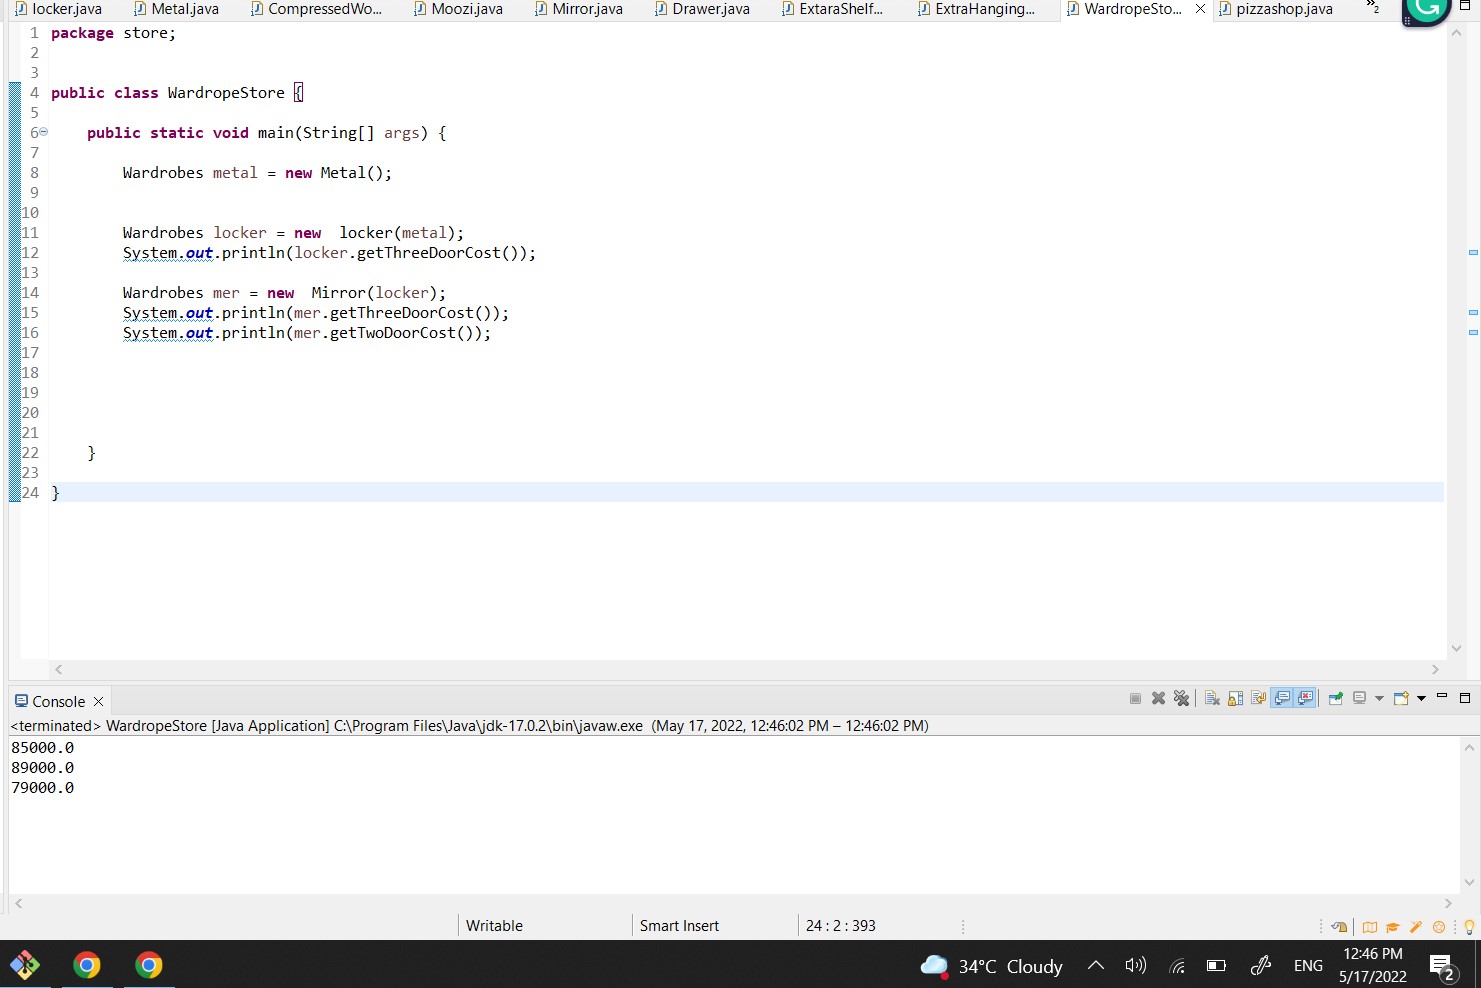 locker.java Metal.java CompressedWo... Moozi.java Mirror.java Drawer.java ExtaraShelf... ExtraHanging... WardropeSto... pizzashop.java »2
1 package store;
2
3
4 public class WardropeStore {
5
6 public static void main(String[] args) {
7
8 Wardrobes metal = new Metal();
9
10
11 Wardrobes locker = new  locker(metal);
12 System.out.println(locker.getThreeDoorCost());
13
14 Wardrobes mer = new  Mirror(locker);
15 System.out.println(mer.getThreeDoorCost());
16 System.out.println(mer.getTwoDoorCost());
17
18
19
20
21
22 }
23
24 }
Console
<terminated> WardropeStore [Java Application] C:\Program Files\Java\jdk-17.0.2\bin\javaw.exe (May 17, 2022, 12:46:02 PM – 12:46:02 PM)
85000.0
89000.0
79000.0
Writable Smart Insert 24 : 2 : 393
34°C Cloudy ENG 12:46 PM
5/17/2022 2